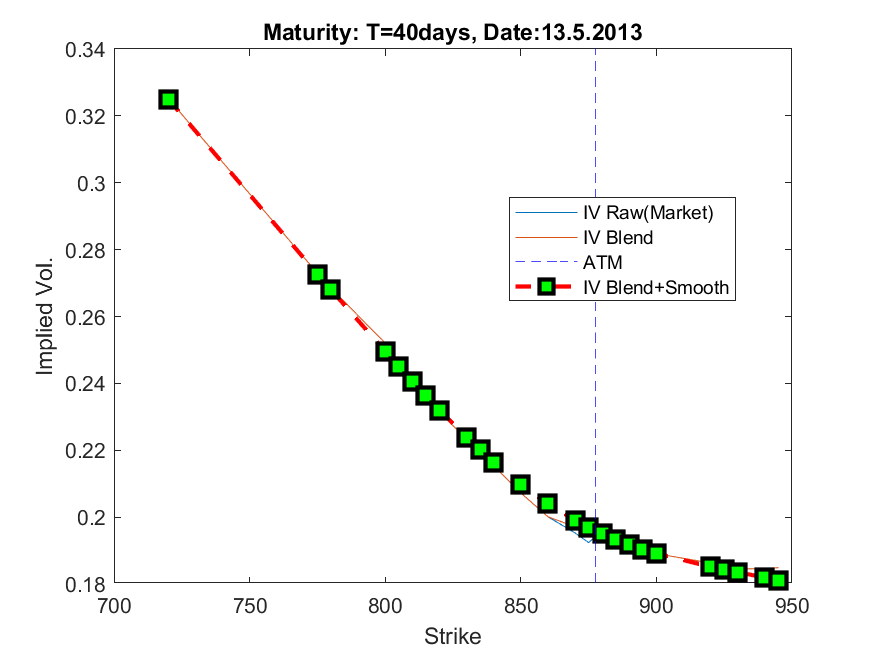 Maturity: T=40days, Date:13.5.2013
0.34
0.32
0.3
0.28
0.26
0.24
0.22
0.2
0.18
Implied Vol.
IV Raw(Market)
IV Blend
ATM
IV Blend+Smooth
700
750
800
850
900
950
Strike